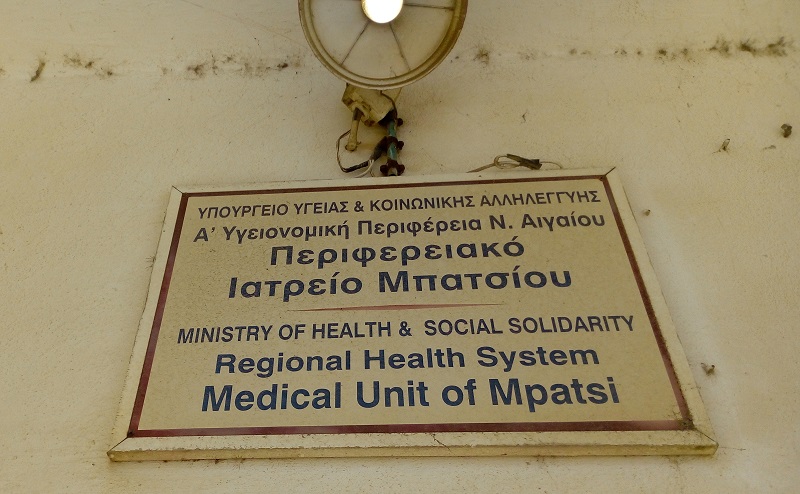 ΥΠΟΥΡΓΕΙΟ ΥΓΕΙΑΣ & ΚΟΙΝΩΝΙΚΗΣ ΑΛΛΗΛΕΓΓΥΗΣ
Α' Υγειονομική Περιφέρεια Ν. Αιγαίου
Περιφερειακό
Ιατρείο Μπατσίου
MINISTRY OF HEALTH & SOCIAL SOLIDARITY
Regional Health System
Medical Unit of Mpatsi